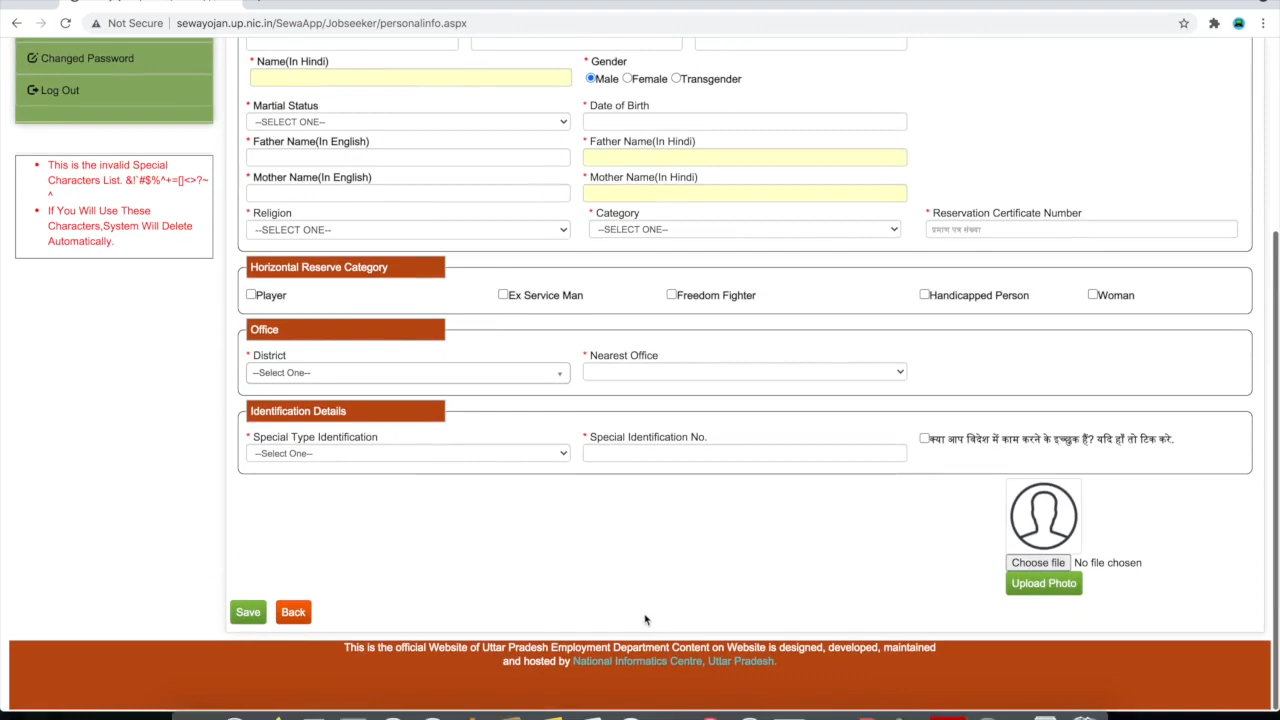 Not Secure sewayojan.up.nic.in/SewaApp/Jobseeker/personalinfo.aspx
Changed Password
Log Out
This is the invalid Special
Characters List. &!`#$%^+=[]<>?~
^
If You Will Use These
Characters,System Will Delete
Automatically.
* Name(In Hindi) * Gender
Male Female Transgender
* Martial Status * Date of Birth
--SELECT ONE--
* Father Name(In English) * Father Name(In Hindi)
* Mother Name(In English) * Mother Name(In Hindi)
* Religion * Category * Reservation Certificate Number
--SELECT ONE-- --SELECT ONE-- प्रमाण पत्र संख्या
Horizontal Reserve Category
Player Ex Service Man Freedom Fighter Handicapped Person Woman
Office
* District * Nearest Office
--Select One--
Identification Details
* Special Type Identification * Special Identification No. क्या आप विदेश में काम करने के इच्छुक हैं? यदि हाँ तो टिक करे.
--Select One--
Choose file No file chosen
Upload Photo
Save Back
This is the official Website of Uttar Pradesh Employment Department Content on Website is designed, developed, maintained
and hosted by National Informatics Centre, Uttar Pradesh.